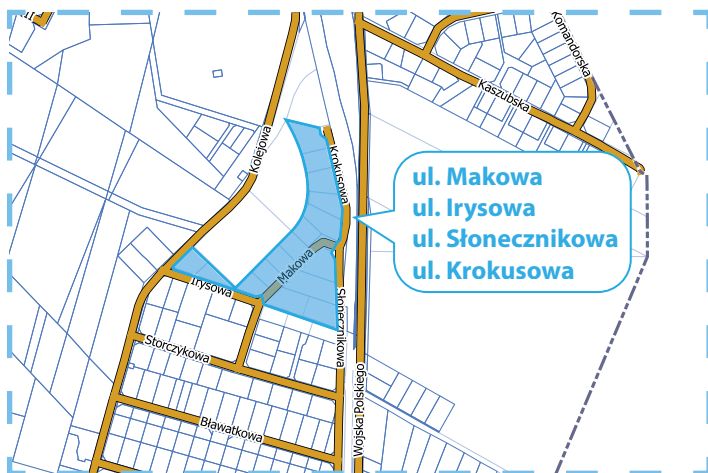 Komandorska
Kaszubska
Kolejowa
Krokusowa
ul. Makowa
ul. Irysowa
ul. Słonecznikowa
ul. Krokusowa
Makowa
Irysowa
Słonecznikowa
Storczykowa
Wojska Polskiego
Bławatkowa